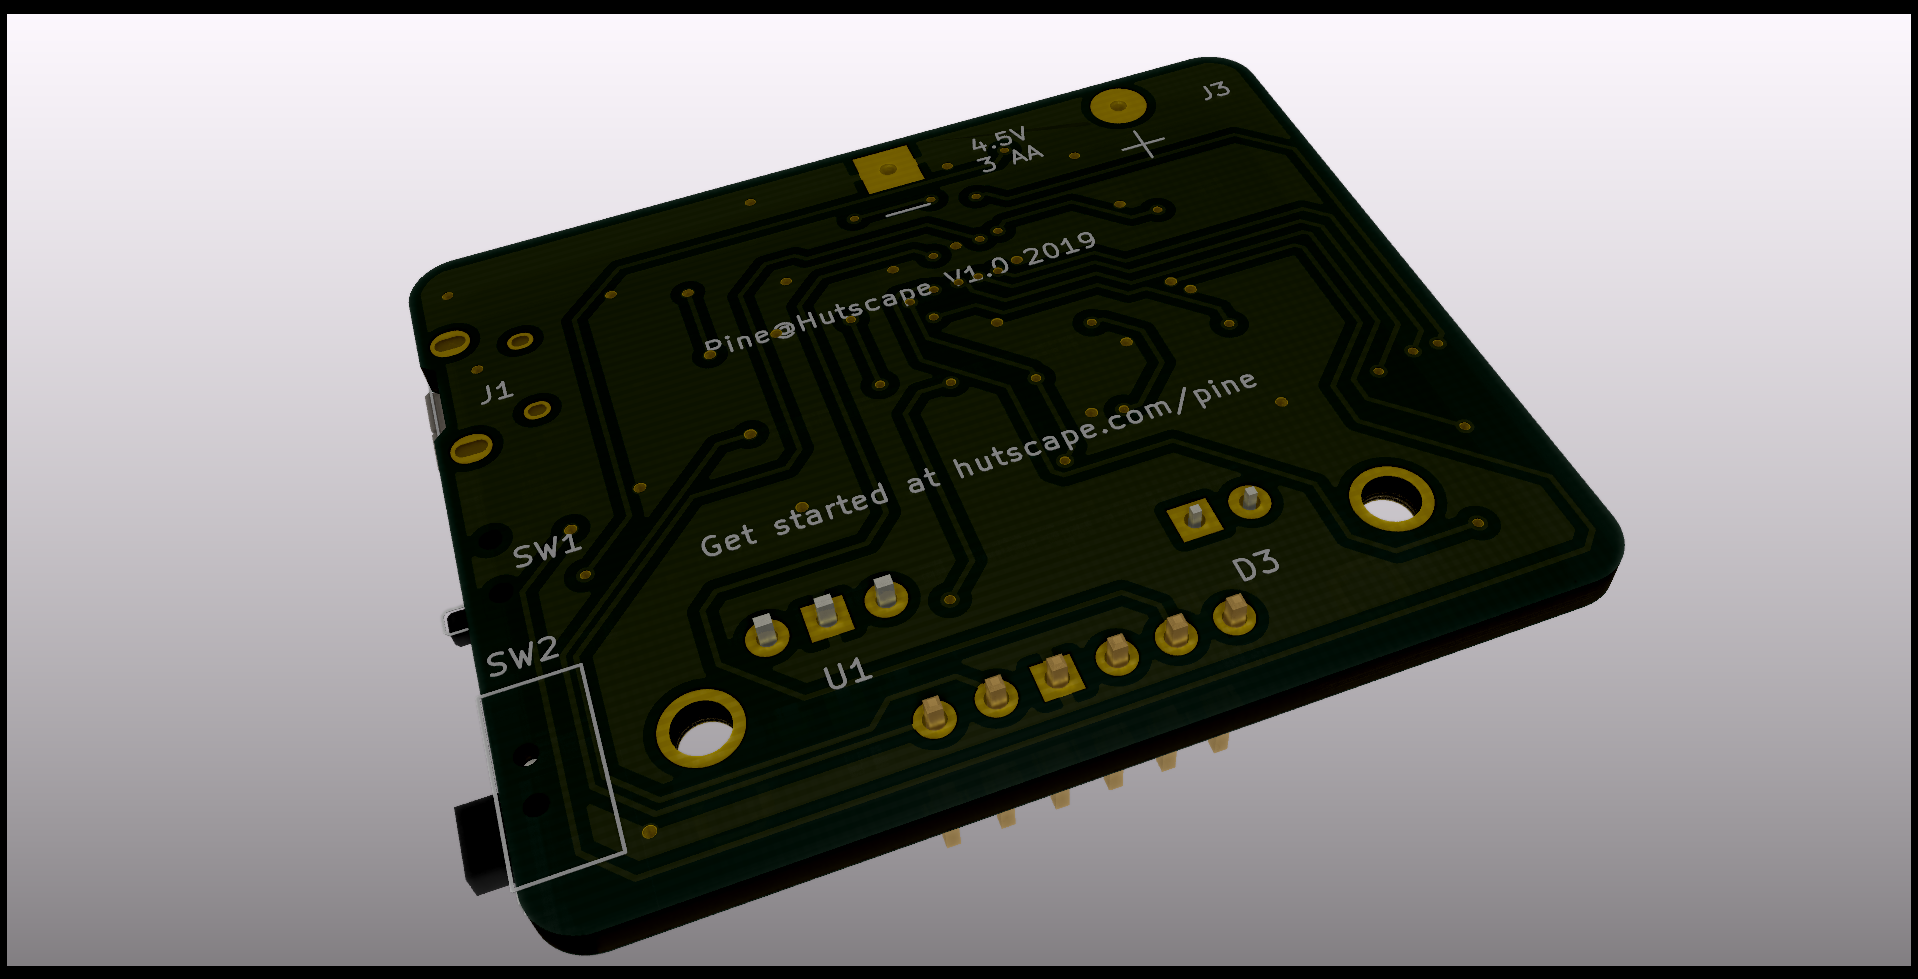 J3
4.5V
3 AA
+
-
Pine@Hutscape V1.0 2019
J1
Get started at hutscape.com/pine
SW1
D3
SW2
U1